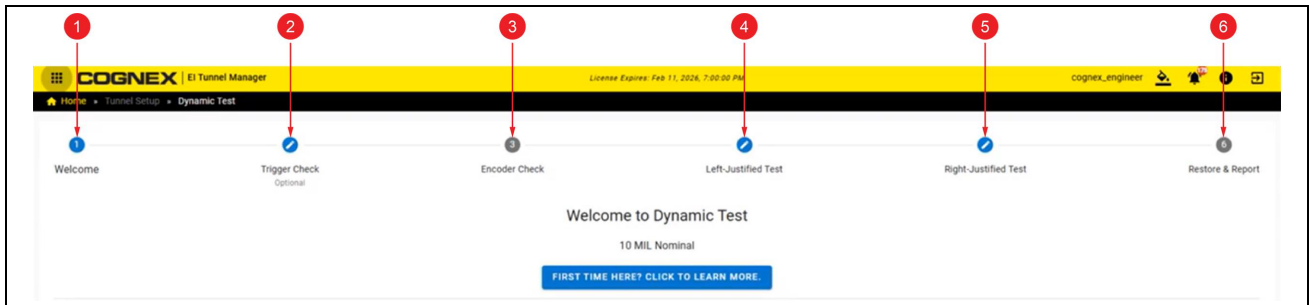 1 2 3 4 5 6
COGNEX EI Tunnel Manager License Expires: Feb 11, 2026, 7:00:00 PM cognex_engineer
Home » Tunnel Setup » Dynamic Test
1 3 6
Welcome Trigger Check Encoder Check Left-Justified Test Right-Justified Test Restore & Report
Optional
Welcome to Dynamic Test
10 MIL Nominal
FIRST TIME HERE? CLICK TO LEARN MORE.